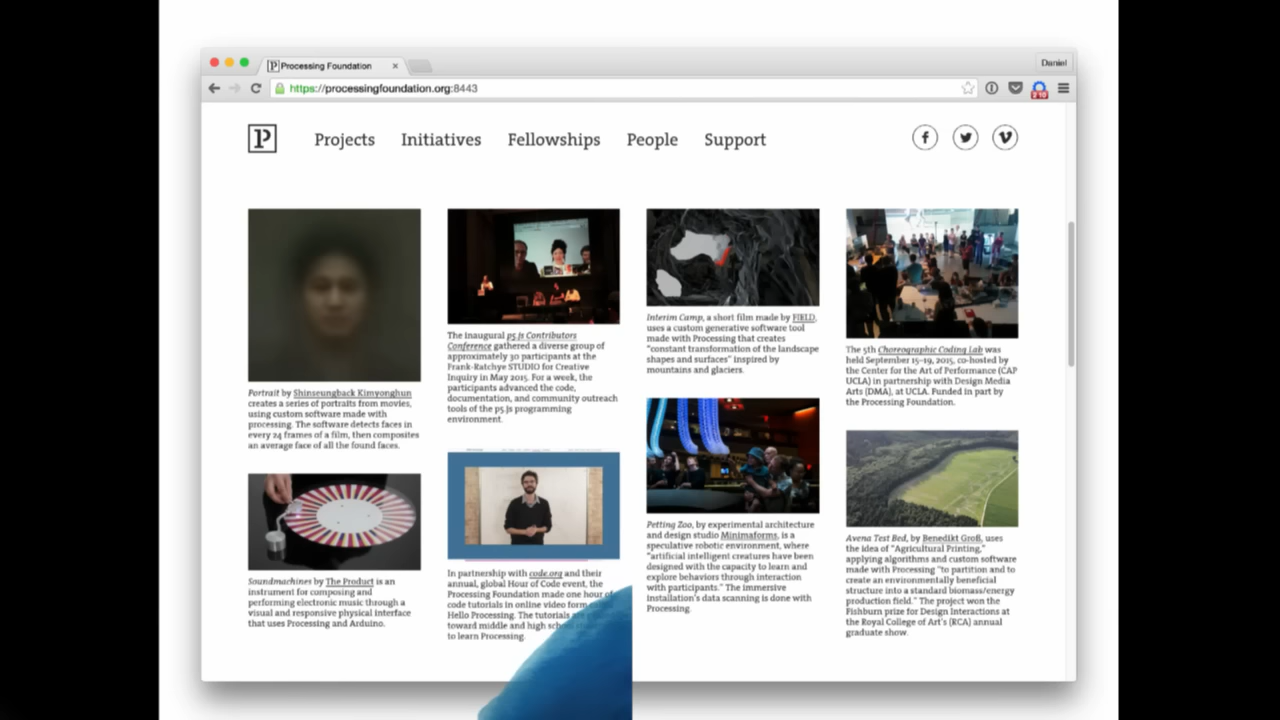 Processing Foundation
Daniel
https://processingfoundation.org:8443
P
Projects Initiatives Fellowships People Support
Portrait by Shinseungback Kimyonghun
creates a series of portraits from movies,
using custom software made with
processing. The software detects faces in
every 24 frames of a film, then composites
an average face of all the found faces.
Soundmachines by The Product is an
instrument for composing and
performing electronic music through a
visual and responsive physical interface
that uses Processing and Arduino.
The inaugural p5.js Contributors
Conference gathered a diverse group of
approximately 30 participants at the
Frank-Ratchye STUDIO for Creative
Inquiry in May 2015. For a week, the
participants advanced the code,
documentation, and community outreach
tools of the p5.js programming
environment.
In partnership with code.org and their
annual, global Hour of Code event, the
Processing Foundation made one hour of
code tutorials in online video form
Hello Processing. The tutorials are
toward middle and high
to learn Processing.
Interim Camp, a short film made by FIELD,
uses a custom generative software tool
made with Processing that creates
"constant transformation of the landscape
shapes and surfaces" inspired by
mountains and glaciers.
Petting Zoo, by experimental architecture
and design studio Minimaforms, is a
speculative robotic environment, where
"artificial intelligent creatures have been
designed with the capacity to learn and
explore behaviors through interaction
with participants." The immersive
installation's data scanning is done with
Processing.
The 5th Choreographic Coding Lab was
held September 15-19, 2015, co-hosted by
the Center for the Art of Performance (CAP
UCLA) in partnership with Design Media
Arts (DMA), at UCLA. Funded in part by
the Processing Foundation.
Avena Test Bed, by Benedikt Groß, uses
the idea of "Agricultural Printing,"
applying algorithms and custom software
made with Processing "to partition and to
create an environmentally beneficial
structure into a standard biomass/energy
production field." The project won the
Fishburn prize for Design Interactions at
the Royal College of Art's (RCA) annual
graduate show.